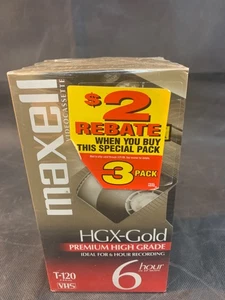 maxell
VIDEOCASSETTE
$2
REBATE
WHEN YOU BUY
THIS SPECIAL PACK
3 PACK
HGX-Gold
PREMIUM HIGH GRADE
IDEAL FOR 6 HOUR RECORDING
T-120
VHS
6 hour